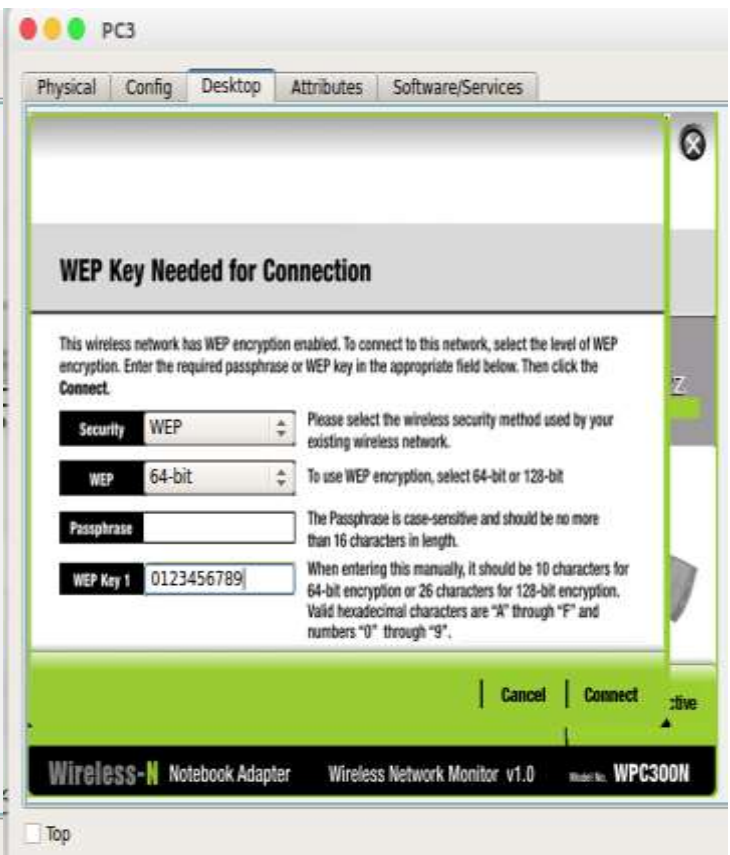 PC3
Physical Config Desktop Attributes Software/Services
WEP Key Needed for Connection
This wireless network has WEP encryption enabled. To connect to this network, select the level of WEP
encryption. Enter the required passphrase or WEP key in the appropriate field below. Then click the
Connect.
Security WEP
Please select the wireless security method used by your
existing wireless network.
WEP 64-bit
To use WEP encryption, select 64-bit or 128-bit
Passphrase
The Passphrase is case-sensitive and should be no more
than 16 characters in length.
WEP Key 1 0123456789
When entering this manually, it should be 10 characters for
64-bit encryption or 26 characters for 128-bit encryption.
Valid hexadecimal characters are "A" through "F" and
numbers "0" through "9".
Cancel Connect
Wireless-N Notebook Adapter Wireless Network Monitor v1.0 Model No. WPC300N
Top